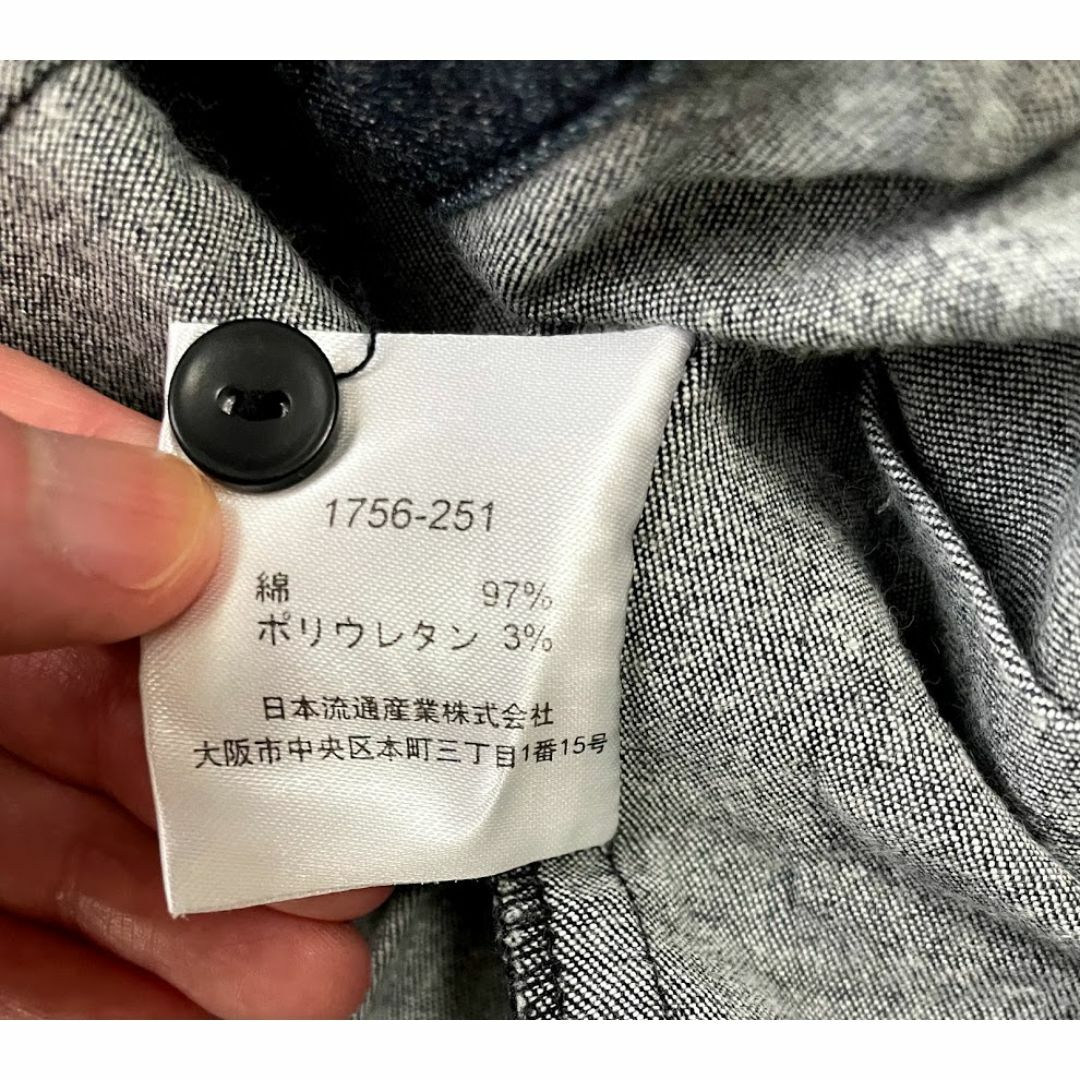 1756-251
綿 97%
ポリウレタン 3%
日本流通産業株式会社
大阪市中央区本町三丁目1番15号